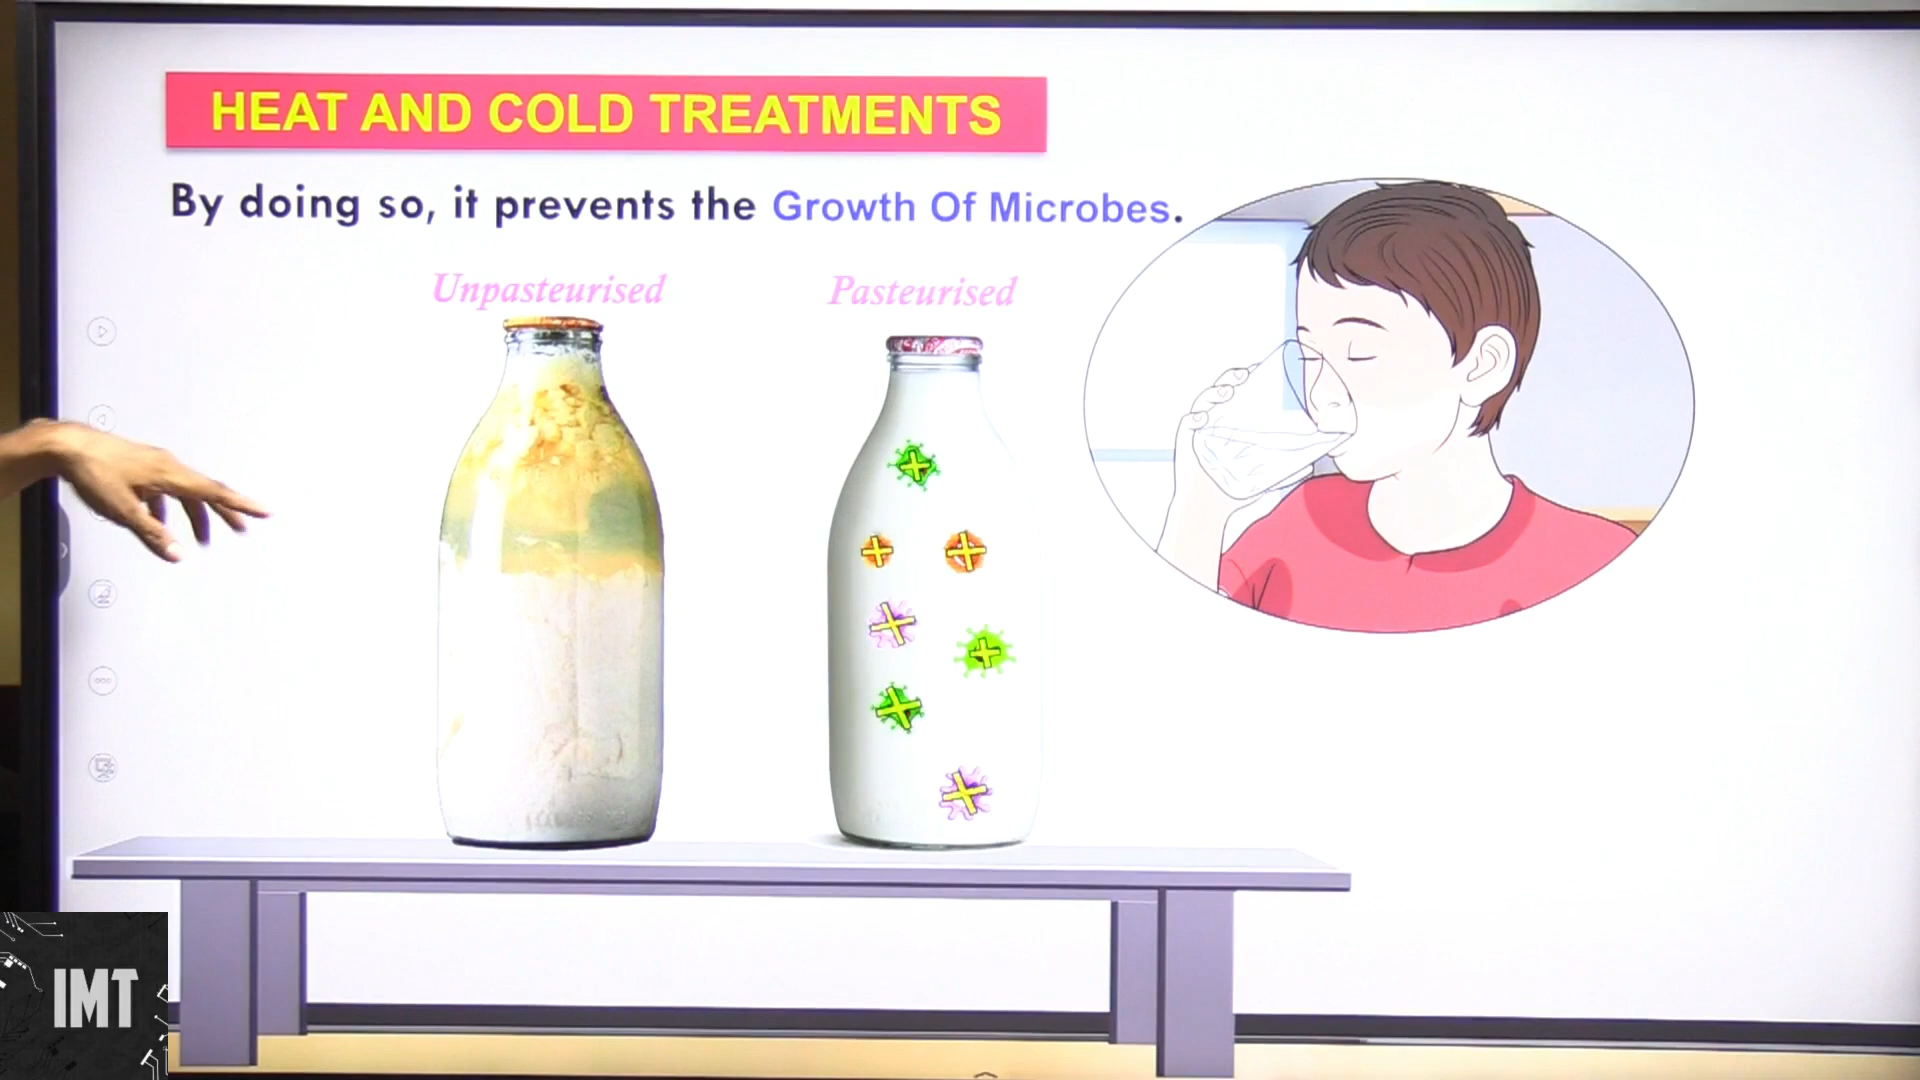 HEAT AND COLD TREATMENTS
By doing so, it prevents the Growth Of Microbes.
Unpasteurised
Pasteurised
IMT